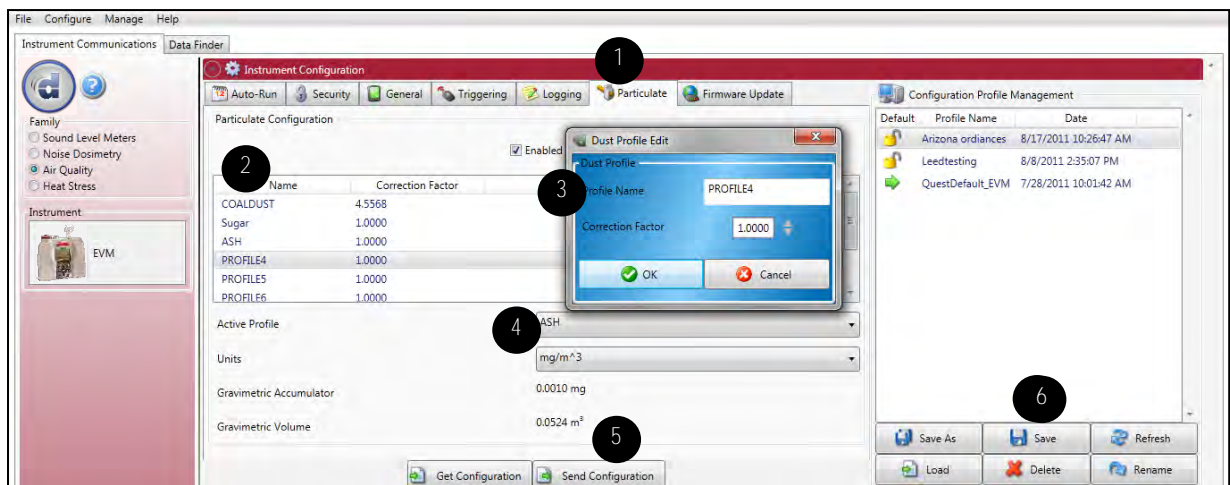 File Configure Manage Help
Instrument Communications Data Finder
1
Instrument Configuration
d ?
Auto-Run Security General Triggering Logging Particulate Firmware Update
Configuration Profile Management
Family
Sound Level Meters
Noise Dosimetry
Air Quality
Heat Stress
Instrument
EVM
Particulate Configuration
Enabled
2
Name Correction Factor
COALDUST 4.5568
Sugar 1.0000
ASH 1.0000
PROFILE4 1.0000
PROFILE5 1.0000
PROFILE6 1.0000
Dust Profile Edit
Dust Profile
3
Profile Name PROFILE4
Correction Factor 1.0000
OK Cancel
Active Profile
4
ASH
Units mg/m^3
Gravimetric Accumulator 0.0010 mg
Gravimetric Volume 0.0524 m³
5
Get Configuration Send Configuration
Default Profile Name Date
Arizona ordiances 8/17/2011 10:26:47 AM
Leedtesting 8/8/2011 2:35:07 PM
QuestDefault_EVM 7/28/2011 10:01:42 AM
6
Save As Save Refresh
Load Delete Rename